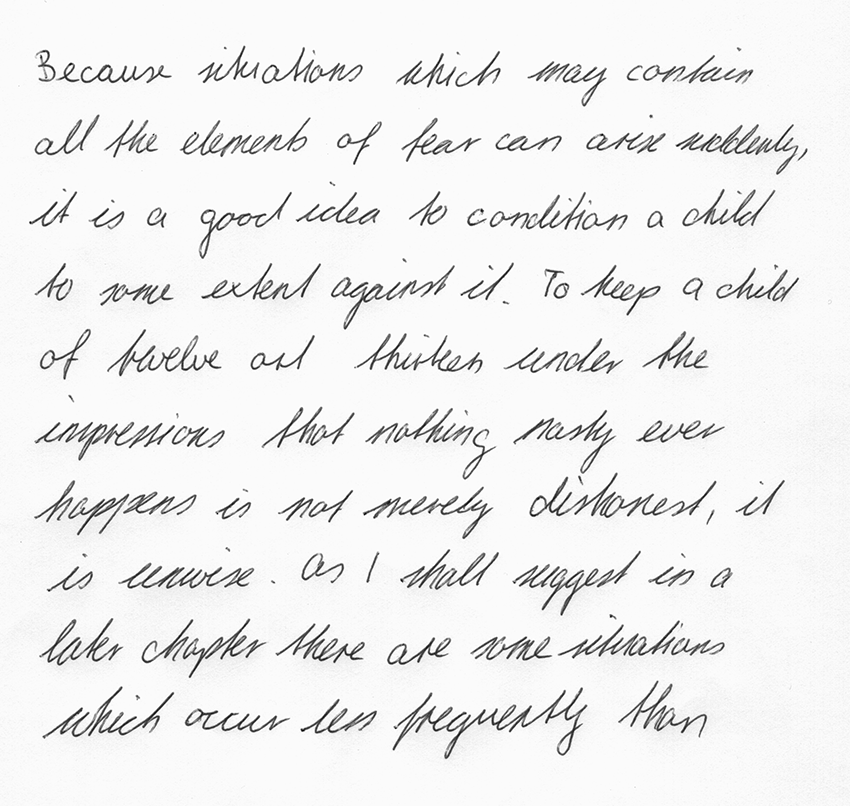 Because situations which may contain
all the elements of fear can arise suddenly,
it is a good idea to condition a child
to some extent against it. To keep a child
of twelve ort thirteen under the
impressions that nothing nasty ever
happens is not merely dishonest, it
is unwise. As I shall suggest in a
later chapter there are some situations
which occur less frequently than